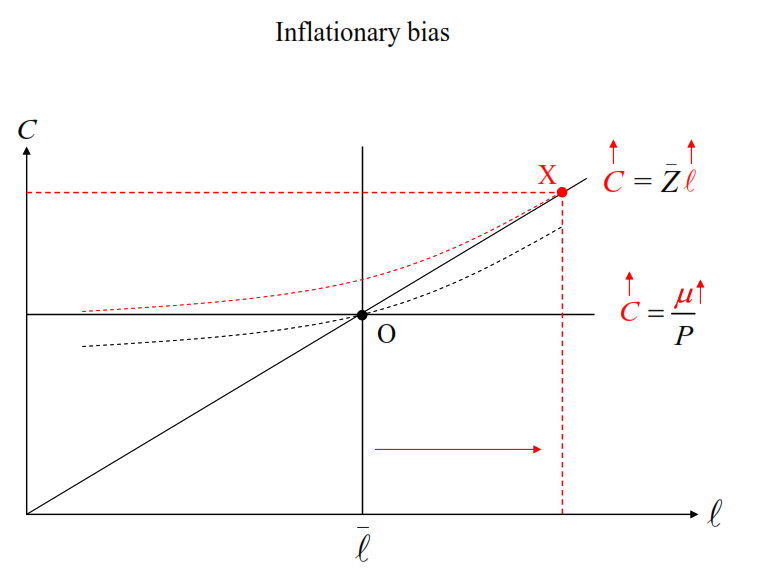 Inflationary bias
C
X
C = Z̄ℓ
C = μ/P
O
ℓ
ℓ̄